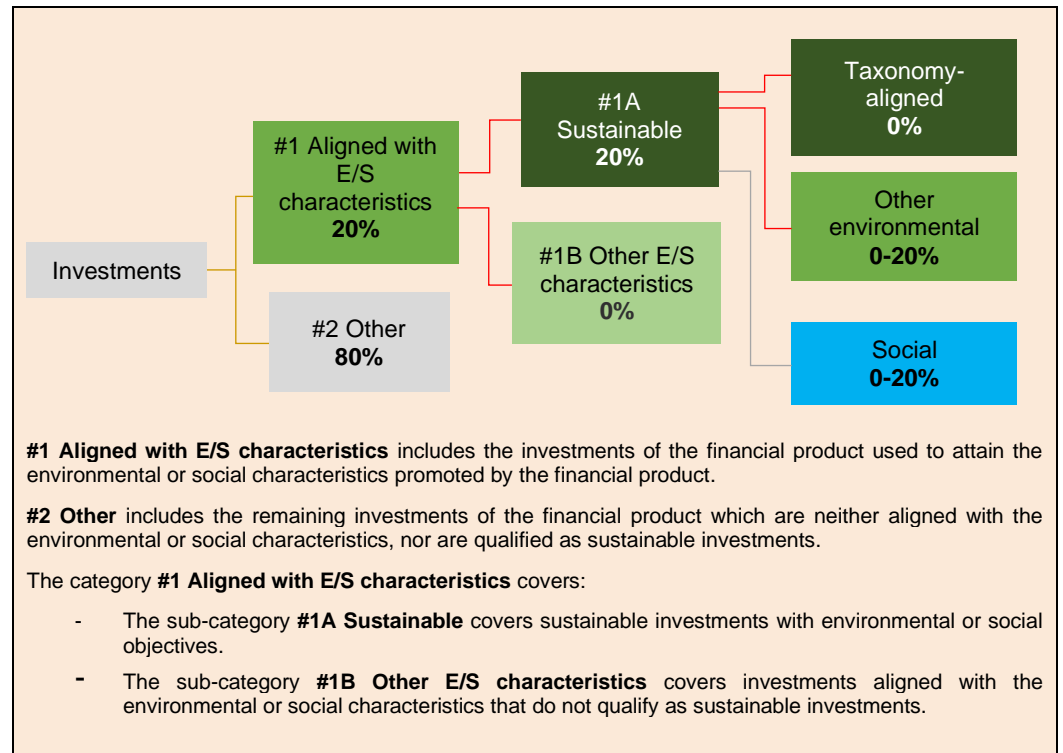 Investments
#1 Aligned with
E/S
characteristics
20%
#2 Other
80%
#1A
Sustainable
20%
#1B Other E/S
characteristics
0%
Taxonomy-
aligned
0%
Other
environmental
0-20%
Social
0-20%
#1 Aligned with E/S characteristics includes the investments of the financial product used to attain the
environmental or social characteristics promoted by the financial product.
#2 Other includes the remaining investments of the financial product which are neither aligned with the
environmental or social characteristics, nor are qualified as sustainable investments.
The category #1 Aligned with E/S characteristics covers:
- The sub-category #1A Sustainable covers sustainable investments with environmental or social
objectives.
- The sub-category #1B Other E/S characteristics covers investments aligned with the
environmental or social characteristics that do not qualify as sustainable investments.